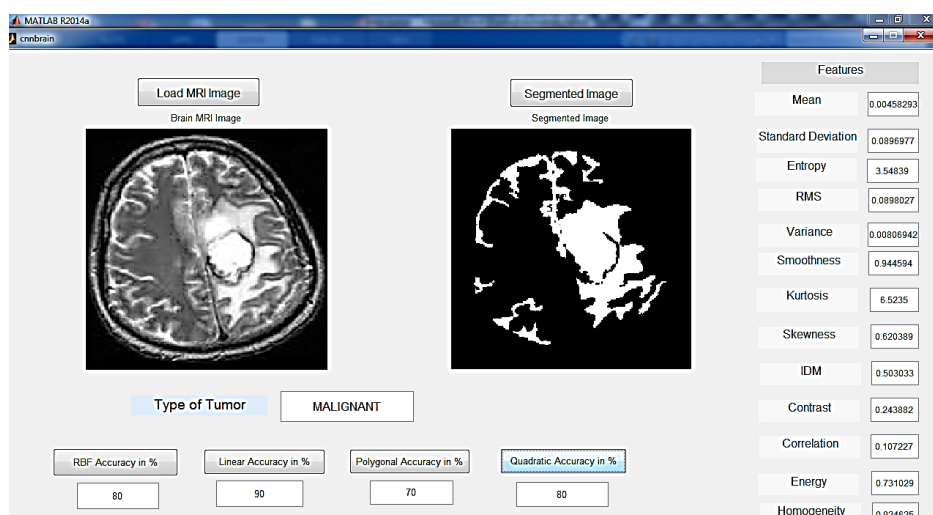 MATLAB R2014a
cnnbrain
Load MRI Image
Brain MRI Image
Segmented Image
Segmented Image
Type of Tumor
MALIGNANT
RBF Accuracy in %
Linear Accuracy in %
Polygonal Accuracy in %
Quadratic Accuracy in %
80
90
70
80
Features
Mean
0.00458293
Standard Deviation
0.0896977
Entropy
3.54839
RMS
0.0898027
Variance
0.00806942
Smoothness
0.944594
Kurtosis
6.5235
Skewness
0.620389
IDM
0.503033
Contrast
0.243882
Correlation
0.107227
Energy
0.731029
Homogeneity
0.924625